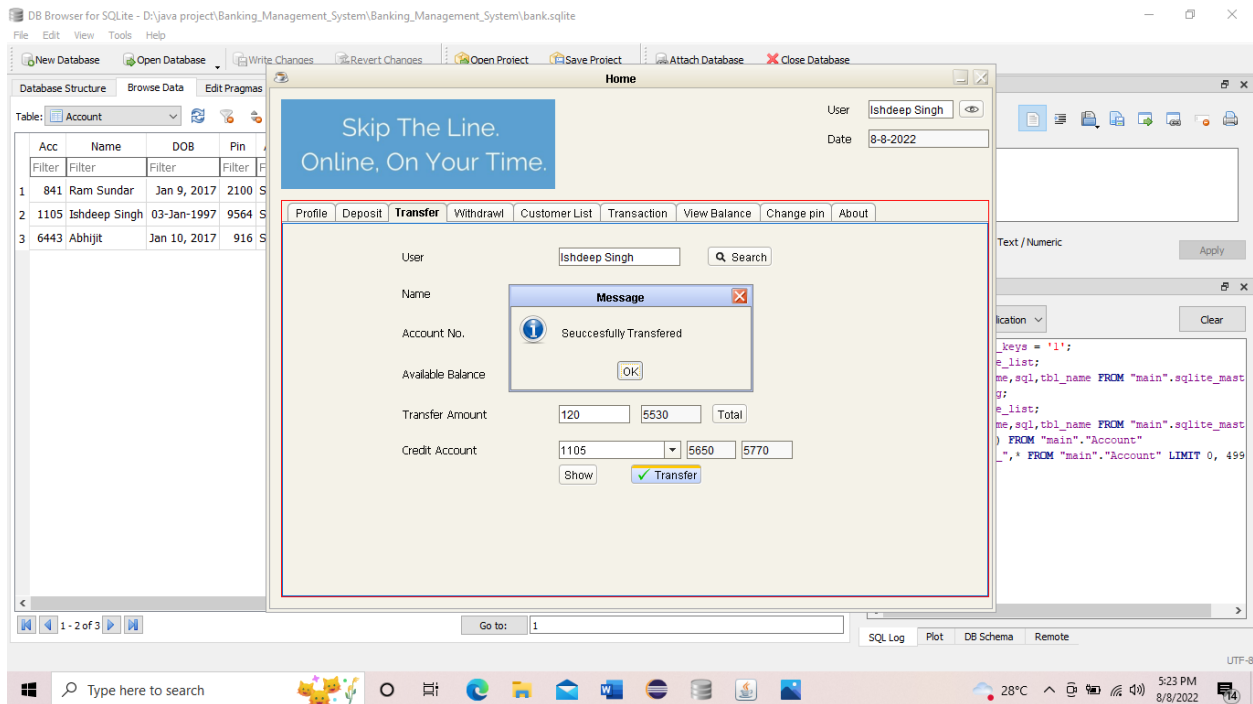 DB Browser for SQLite - D:\java project\Banking_Management_System\Banking_Management_System\bank.sqlite
File Edit View Tools Help
New Database Open Database Write Changes Revert Changes Open Project Save Project Attach Database Close Database
Database Structure Browse Data Edit Pragmas
Table: Account
Acc Name DOB Pin
Filter Filter Filter Filter
1 841 Ram Sundar Jan 9, 2017 2100 S
2 1105 Ishdeep Singh 03-Jan-1997 9564 S
3 6443 Abhijit Jan 10, 2017 916 S
1 - 2 of 3
Go to: 1
Home
Skip The Line.
Online, On Your Time.
User Ishdeep Singh
Date 8-8-2022
Profile Deposit Transfer Withdrawl Customer List Transaction View Balance Change pin About
User Ishdeep Singh Search
Name
Account No.
Available Balance
Transfer Amount 120 5530 Total
Credit Account 1105 5650 5770
Show Transfer
Message
Seuccesfully Transfered
OK
Text / Numeric
Apply
ication Clear
_keys = '1';
e_list;
me,sql,tbl_name FROM "main".sqlite_mast
g;
e_list;
me,sql,tbl_name FROM "main".sqlite_mast
) FROM "main"."Account"
_",* FROM "main"."Account" LIMIT 0, 499
SQL Log Plot DB Schema Remote
UTF-8
Type here to search
28°C
5:23 PM
8/8/2022
14